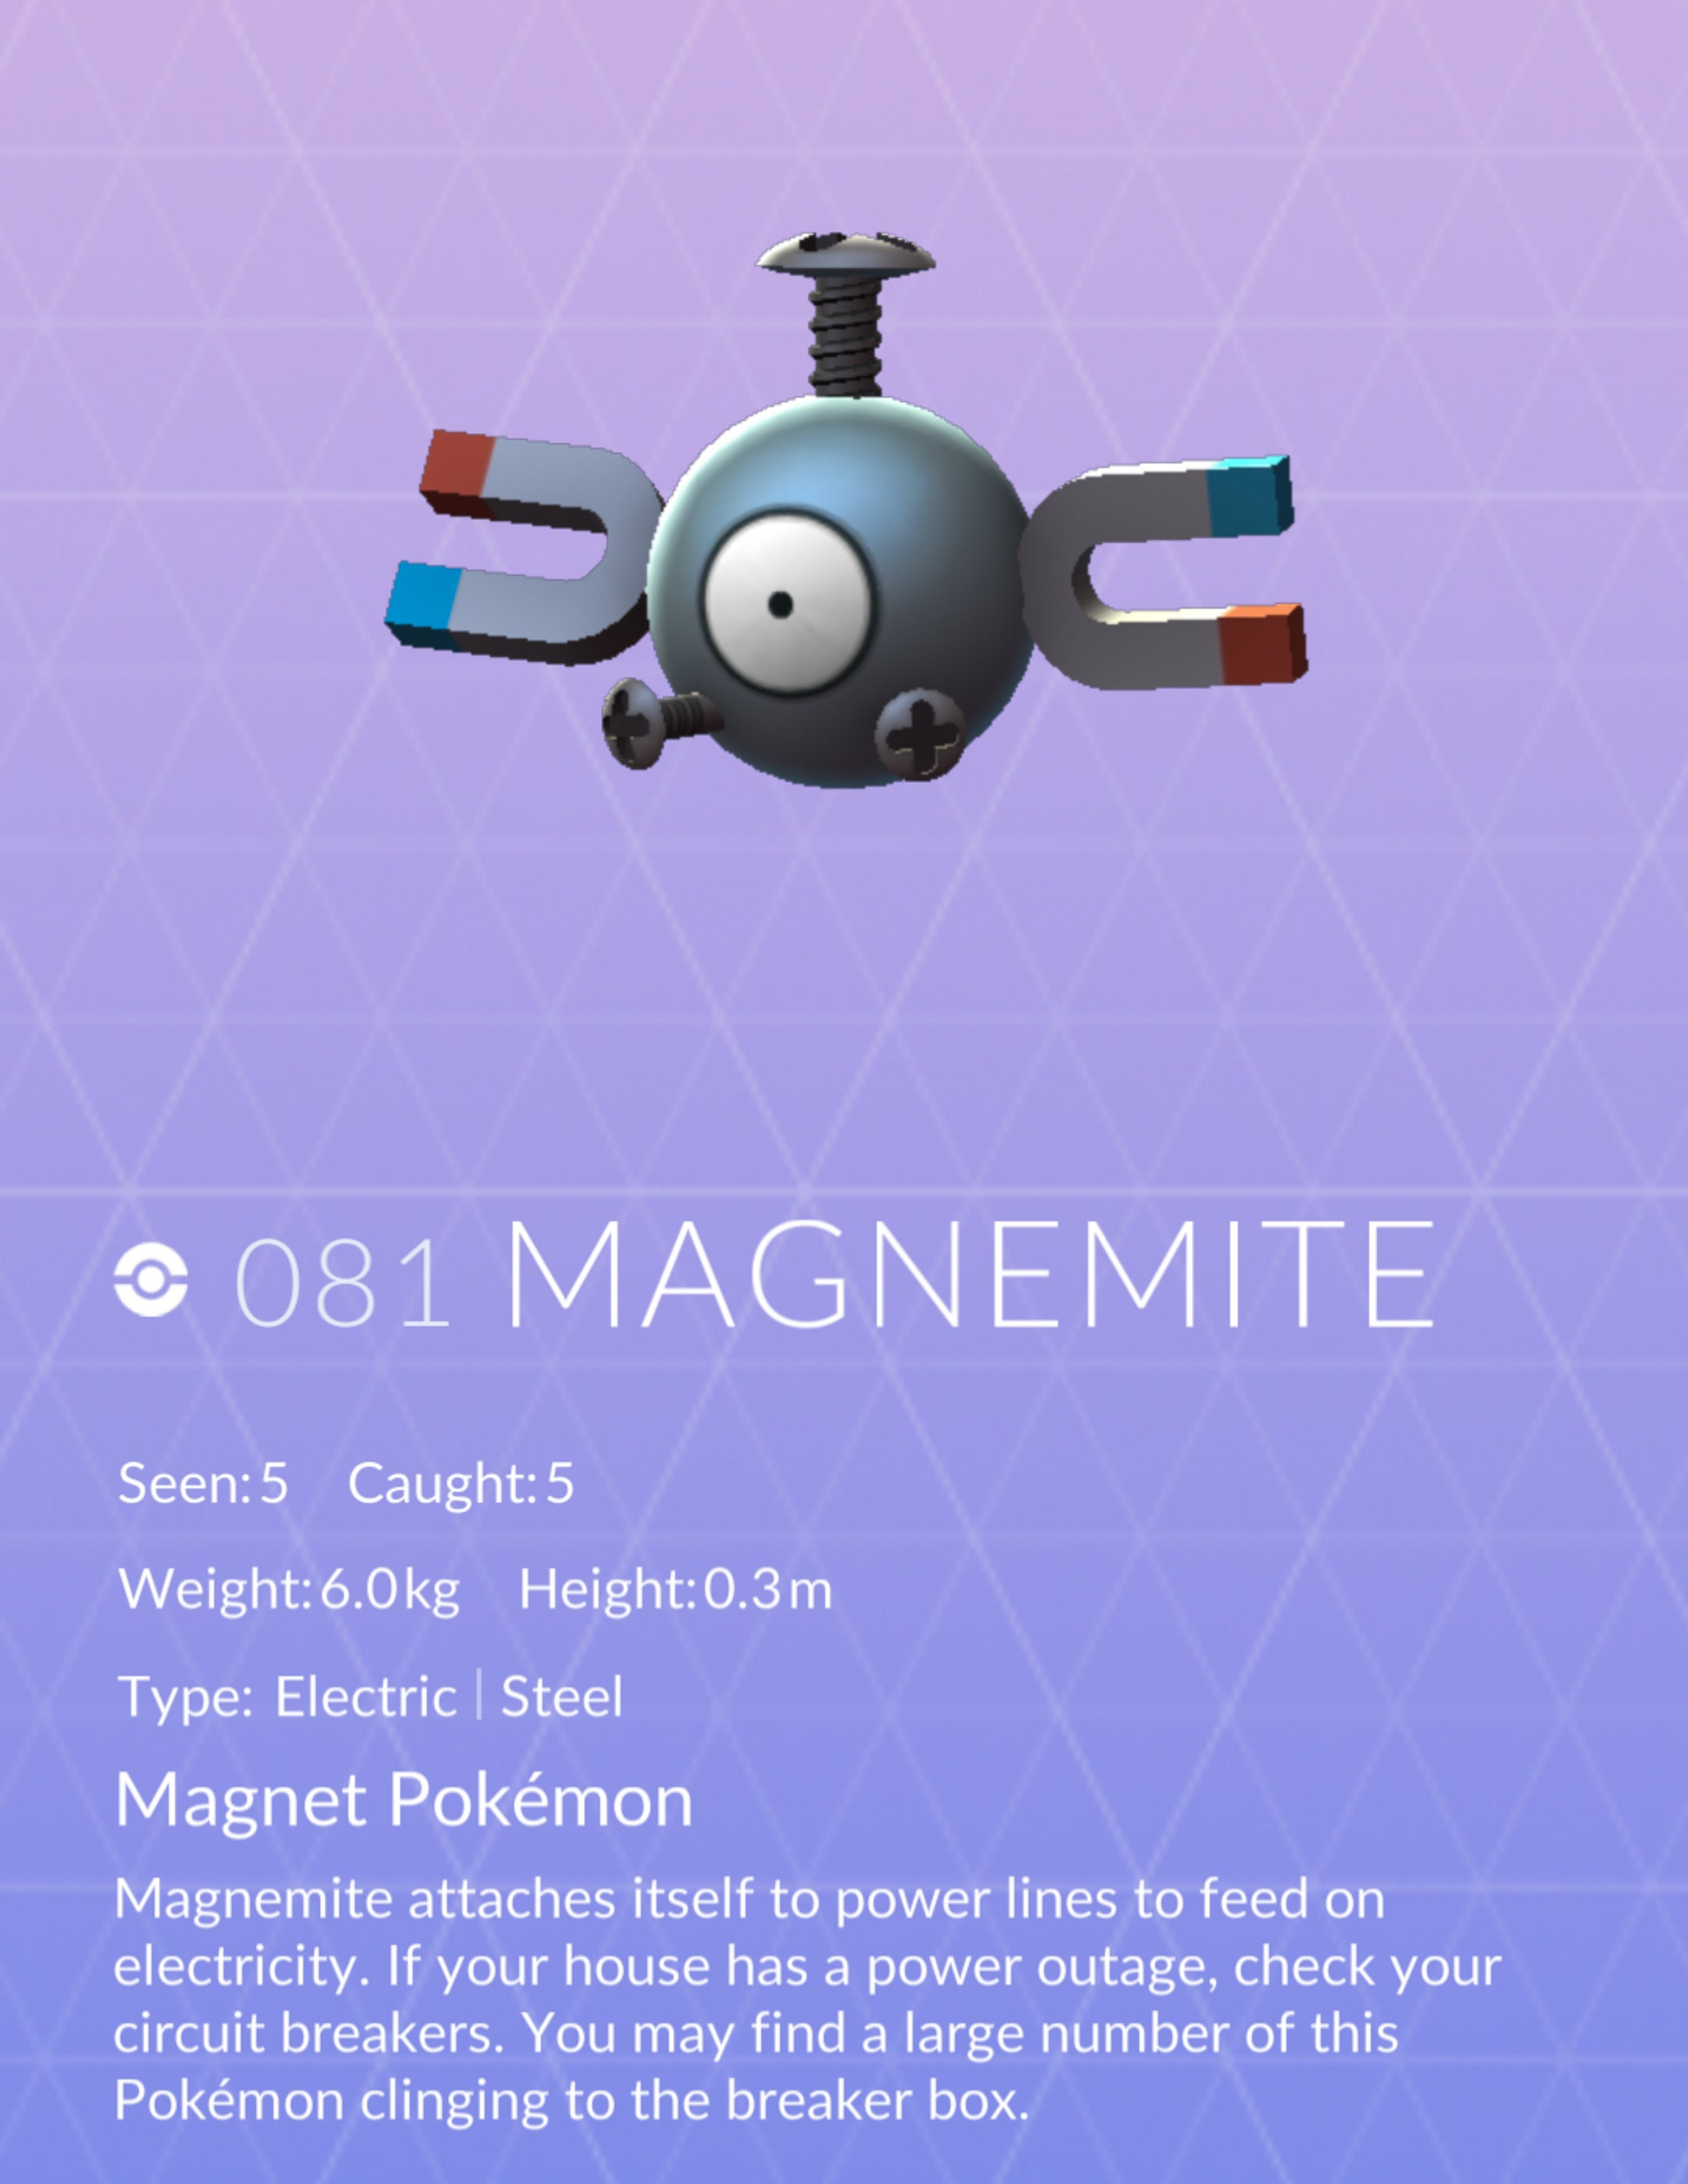 081 MAGNEMITE
Seen: 5 Caught: 5
Weight: 6.0kg Height: 0.3m
Type: Electric | Steel
Magnet Pokémon
Magnemite attaches itself to power lines to feed on
electricity. If your house has a power outage, check your
circuit breakers. You may find a large number of this
Pokémon clinging to the breaker box.